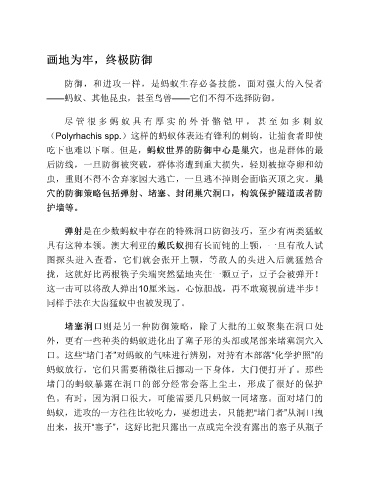 画地为牢，终极防御
防御，和进攻一样，是蚂蚁生存必备技能，面对强大的入侵者
——蚂蚁、其他昆虫，甚至鸟兽——它们不得不选择防御。
尽管很多蚂蚁具有厚实的外骨骼铠甲，甚至如多刺蚁
（Polyrhachis spp.）这样的蚂蚁体表还有锋利的刺钩，让捕食者即使
吃下也难以下咽。但是，蚂蚁世界的防御中心是巢穴，也是群体的最
后防线，一旦防御被突破，群体将遭到重大损失，轻则被掠夺卵和幼
虫，重则不得不舍弃家园大逃亡，一旦逃不掉则会面临灭顶之灾。巢
穴的防御策略包括弹射、堵塞、封闭巢穴洞口，构筑保护隧道或者防
护墙等。
弹射是在少数蚂蚁中存在的特殊洞口防御技巧，至少有两类猛蚁
具有这种本领。澳大利亚的戴氏蚁拥有长而钝的上颚，一旦有敌人试
图探头进入查看，它们就会张开上颚，等敌人的头进入后就猛然合
拢，这就好比两根筷子尖端突然猛地夹住一颗豆子，豆子会被弹开！
这一击可以将敌人弹出10厘米远，心惊胆战，再不敢窥视前进半步！
同样手法在大齿猛蚁中也被发现了。
堵塞洞口则是另一种防御策略，除了大批的工蚁聚集在洞口处
外，更有一些种类的蚂蚁进化出了塞子形的头部或尾部来堵塞洞穴入
口。这些“堵门者”对蚂蚁的气味进行辨别，对持有本部落“化学护照”的
蚂蚁放行，它们只需要稍微往后挪动一下身体，大门便打开了。那些
堵门的蚂蚁暴露在洞口的部分经常会落上尘土，形成了很好的保护
色。有时，因为洞口很大，可能需要几只蚂蚁一同堵塞。面对堵门的
蚂蚁，进攻的一方往往比较吃力，要想进去，只能把“堵门者”从洞口拽
出来，拔开“塞子”，这好比把只露出一点或完全没有露出的塞子从瓶子